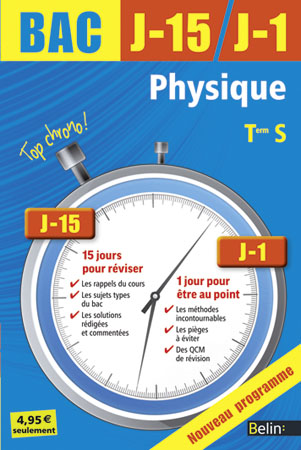 BAC J-15/J-1
Physique
Term S
Top chrono!
J-15
15 jours
pour réviser
✓ Les rappels du cours
✓ Les sujets types
du bac
✓ Les solutions
rédigées
et commentées
J-1
1 jour pour
être au point
✓ Les méthodes
incontournables
✓ Les pièges
à éviter
✓ Des QCM
de révision
4,95 €
seulement
Nouveau programme
Belin: